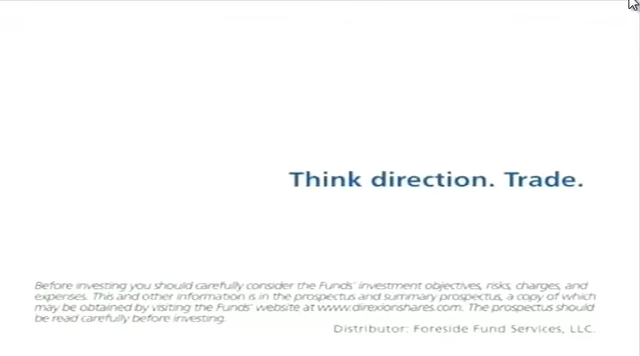 Think direction. Trade.
Before investing you should carefully consider the Funds' investment objectives, risks, charges, and
expenses. This and other information is in the prospectus and summary prospectus, a copy of which
may be obtained by visiting the Funds' website at www.direxionshares.com. The prospectus should
be read carefully before investing.
Distributor: Foreside Fund Services, LLC.